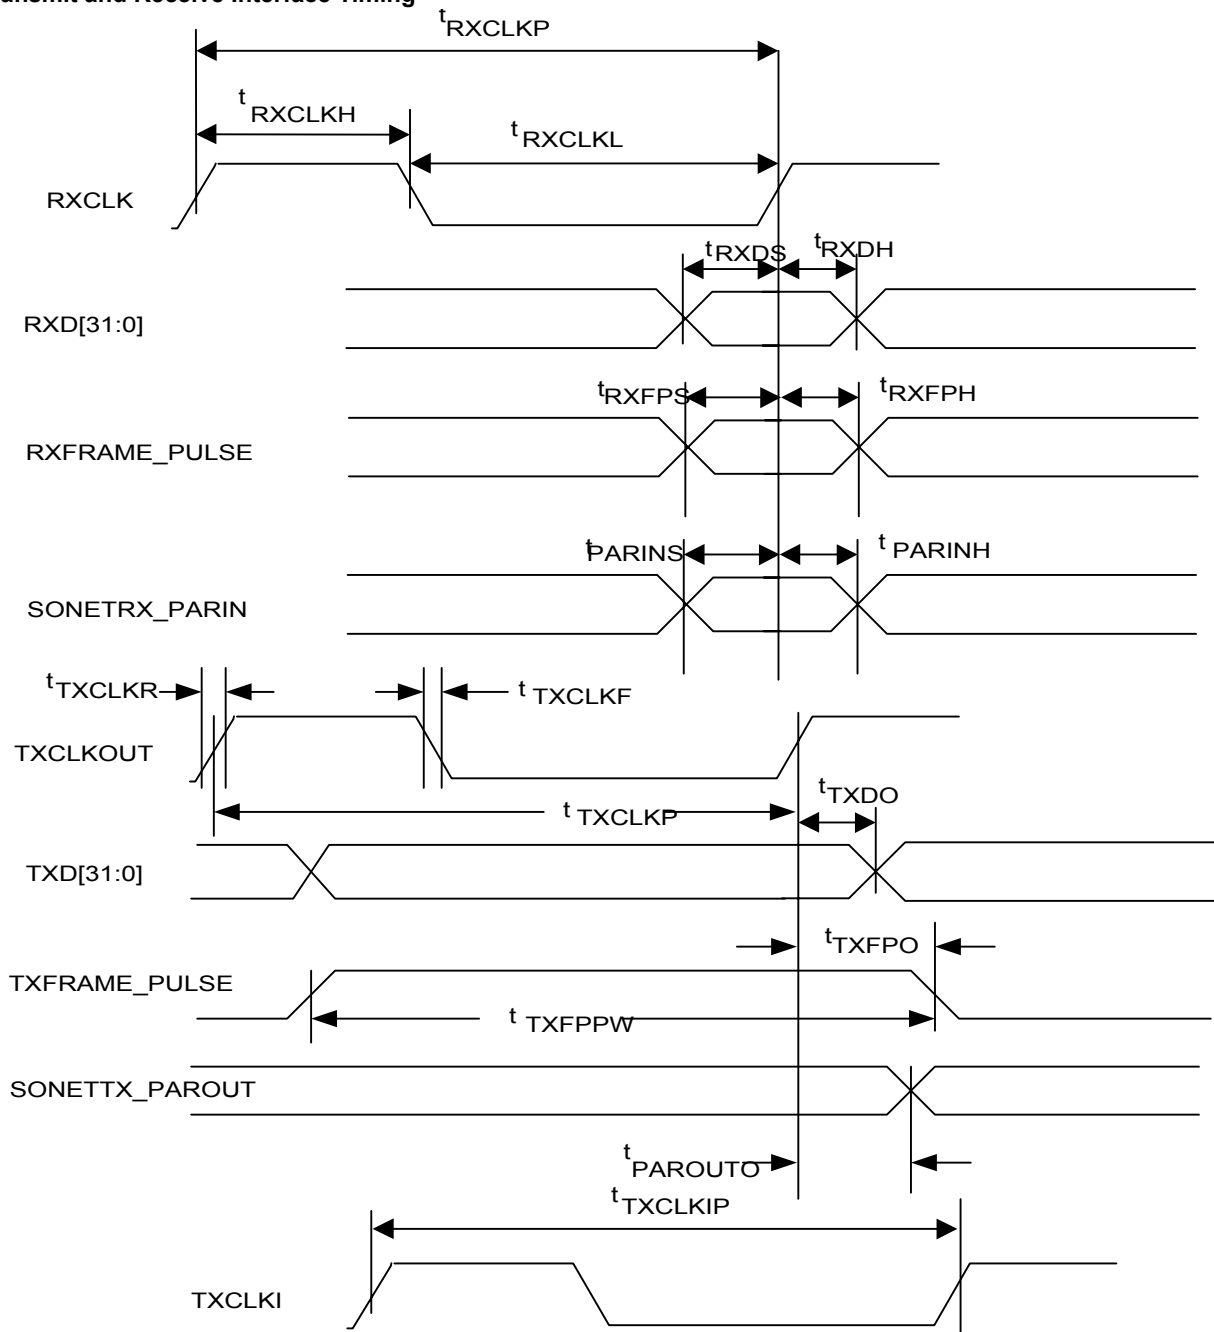 ansmit and Receive Interface Timing
tRXCLKP
tRXCLKH
tRXCLKL
RXCLK
tRXDS
tRXDH
RXD[31:0]
tRXFPS
tRXFPH
RXFRAME_PULSE
tPARINS
tPARINH
SONETRX_PARIN
tTXCLKR
tTXCLKF
TXCLKOUT
tTXDO
tTXCLKP
TXD[31:0]
tTXFPO
TXFRAME_PULSE
tTXFPPW
SONETTX_PAROUT
tPAROUTO
tTXCLKIP
TXCLKI